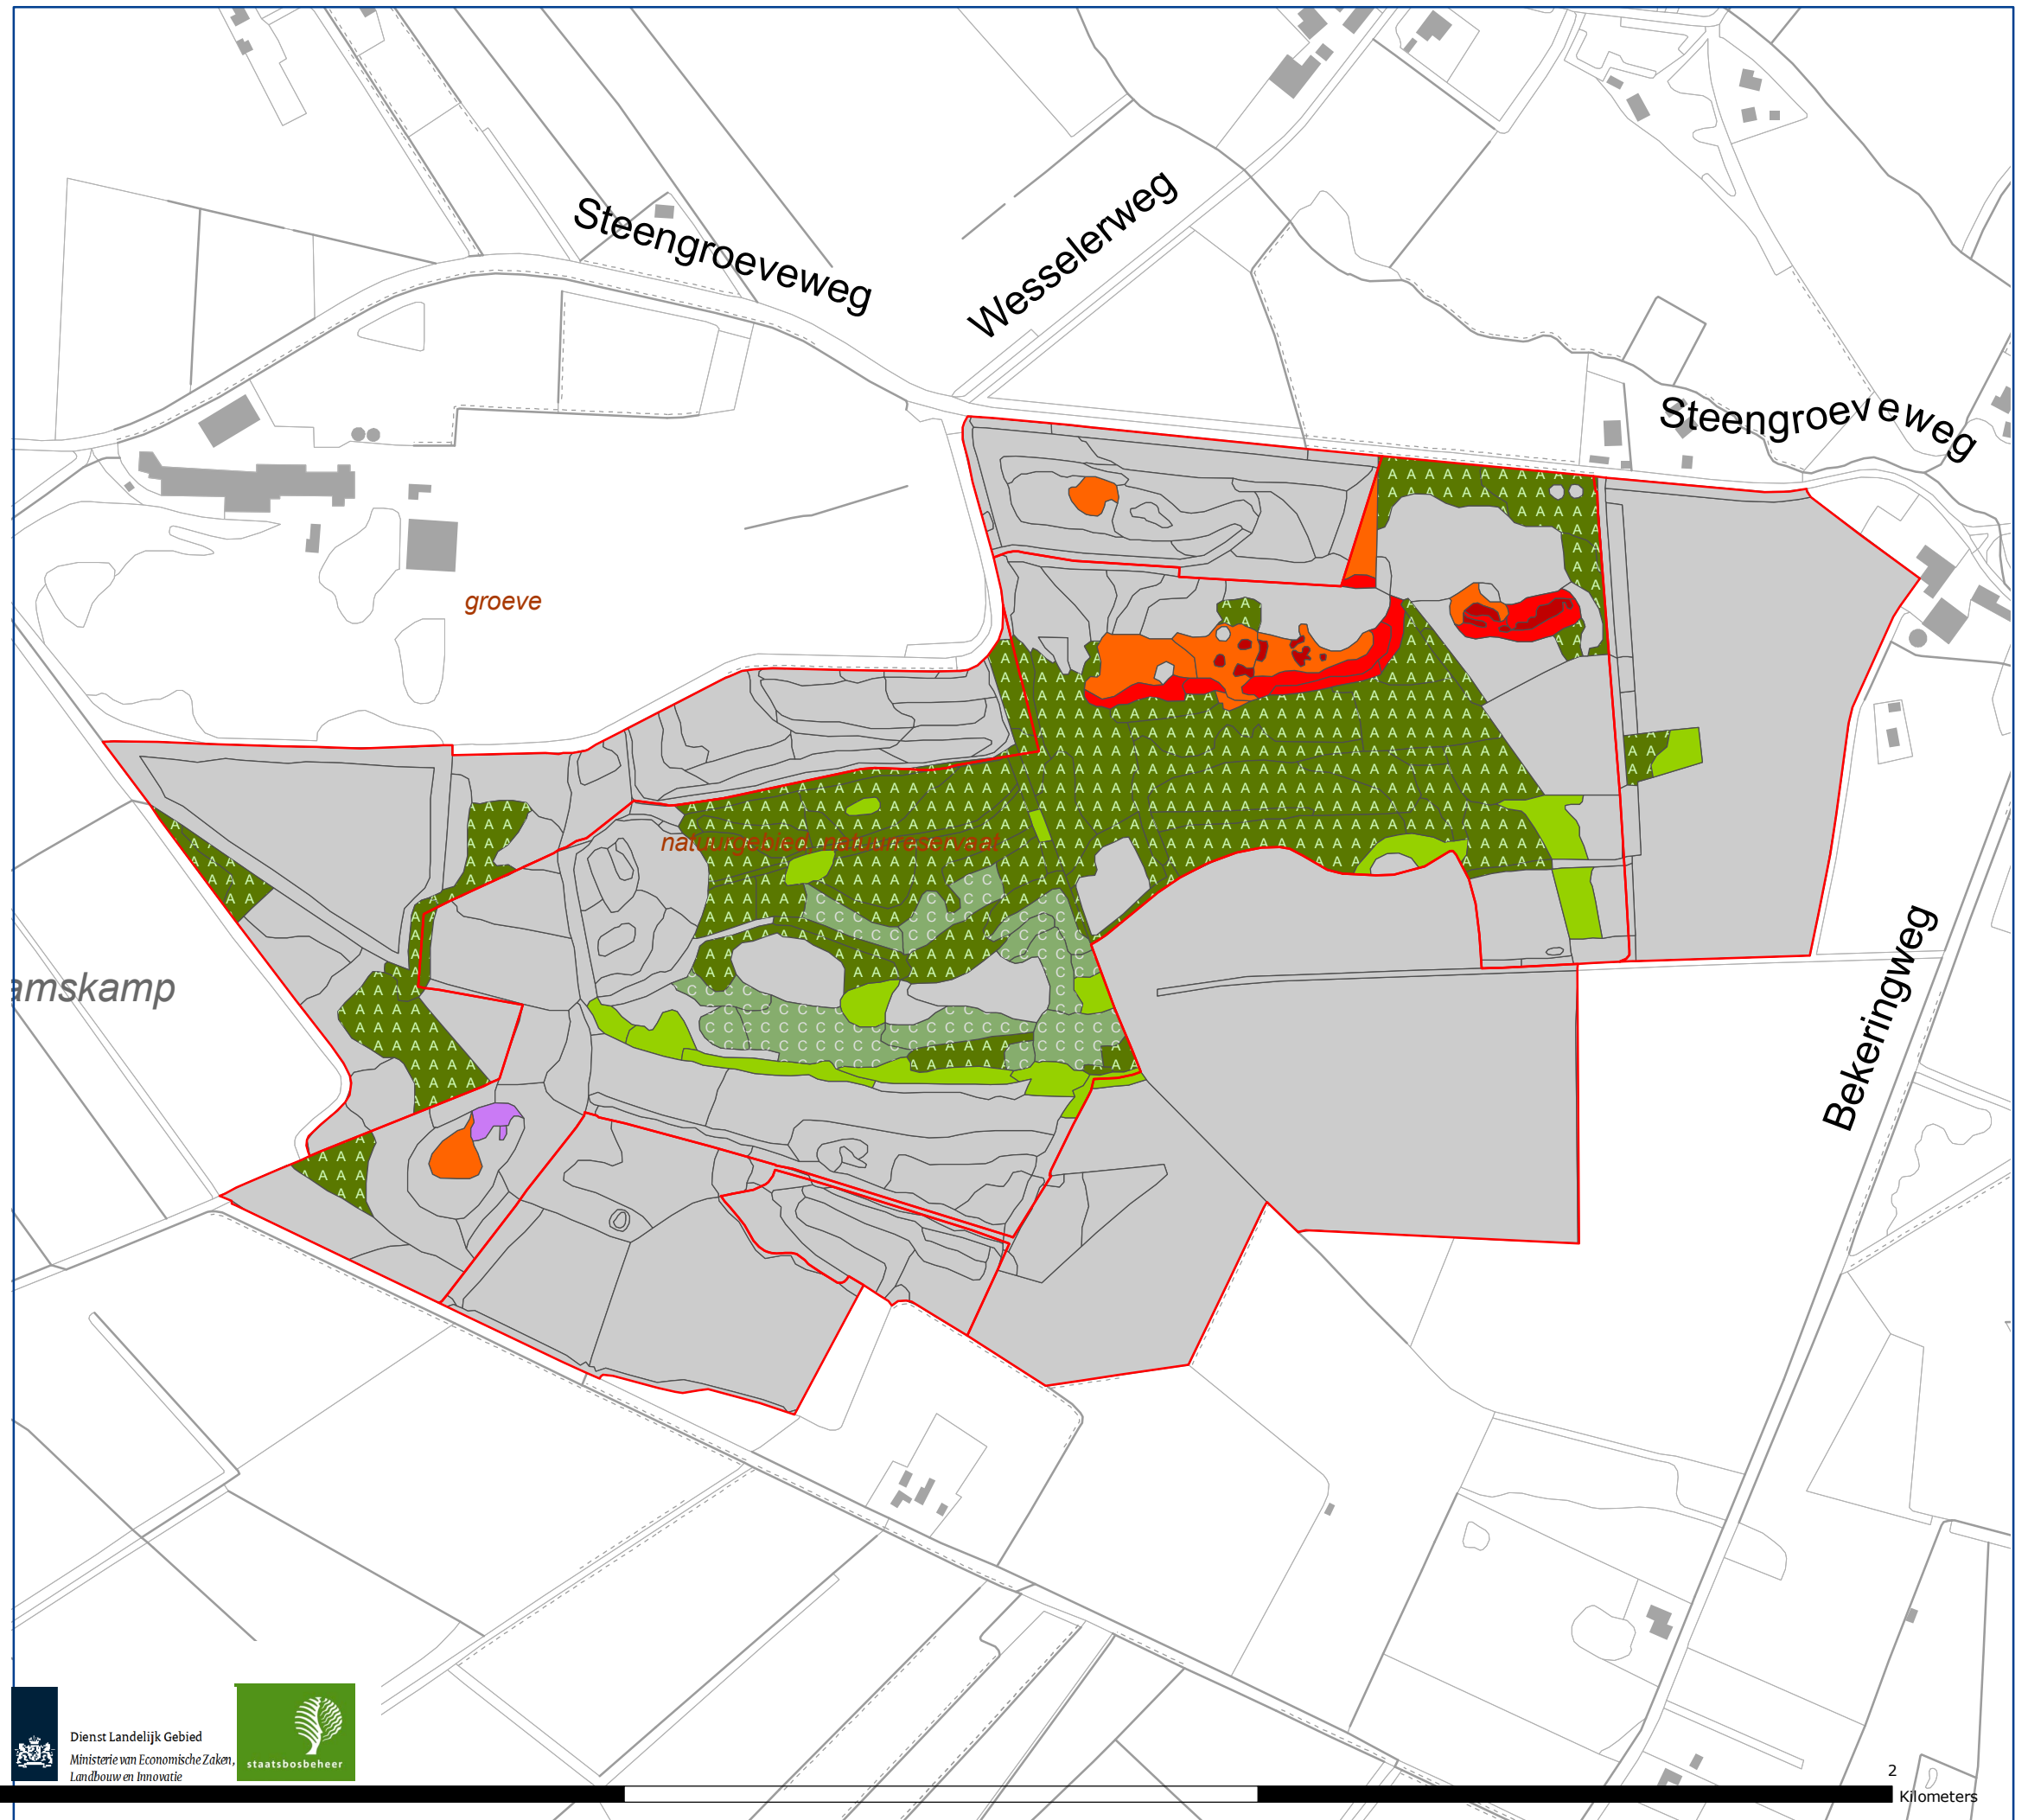 Steengroeveweg
Wesselerweg
Steengroeveweg
groeve
natuurgebied, natuurreservaat
amskamp
Bekeringweg
Dienst Landelijk Gebied
Ministerie van Economische Zaken,
Landbouw en Innovatie
staatsbosbeheer
2
Kilometers